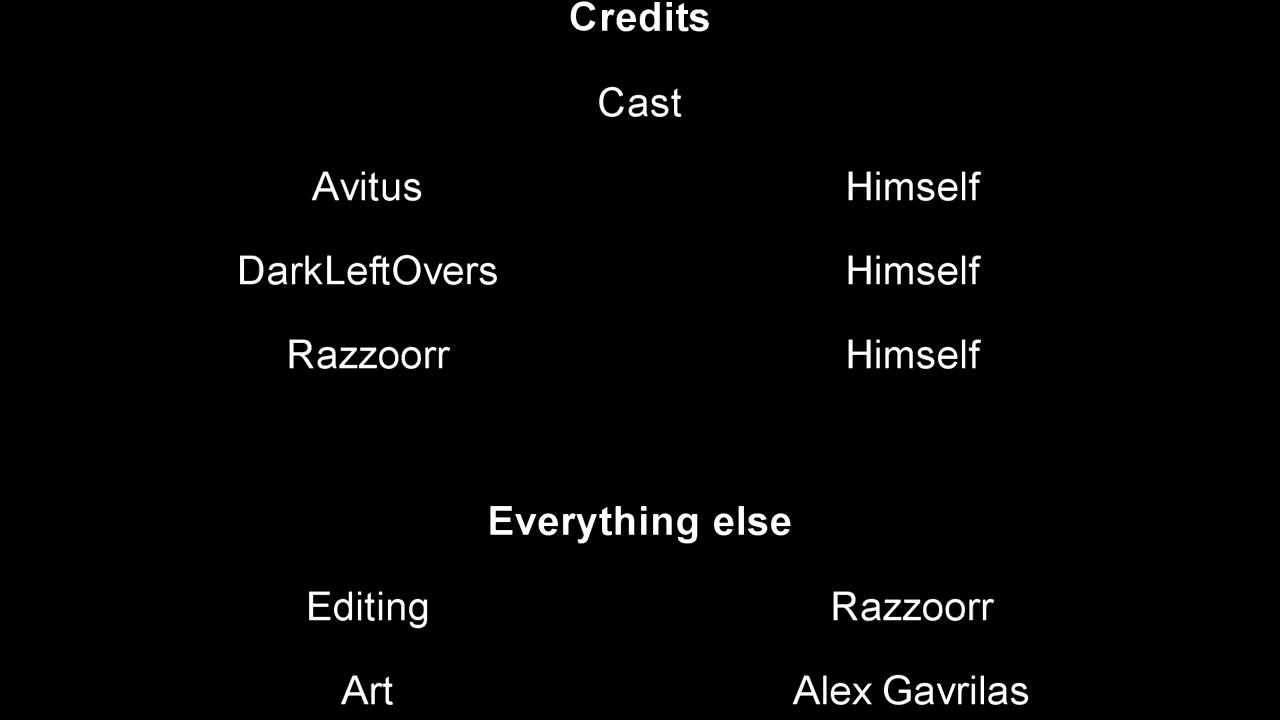 Credits
Cast
Avitus Himself
DarkLeftOvers Himself
Razzoorr Himself
Everything else
Editing Razzoorr
Art Alex Gavrilas